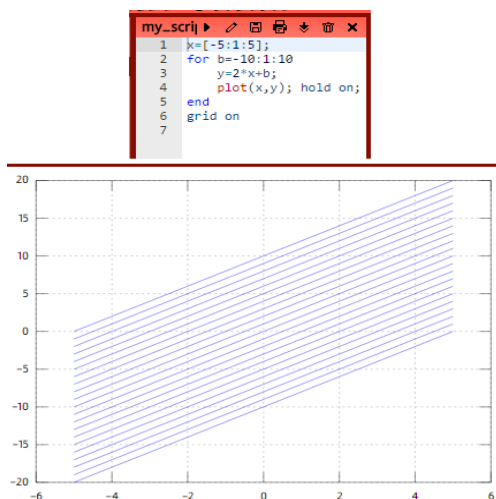 my_scri
1 x=[-5:1:5];
2 for b=-10:1:10
3 y=2*x+b;
4 plot(x,y); hold on;
5 end
6 grid on
7
20
15
10
5
0
-5
-10
-15
-20
-6 -4 -2 0 2 4 6